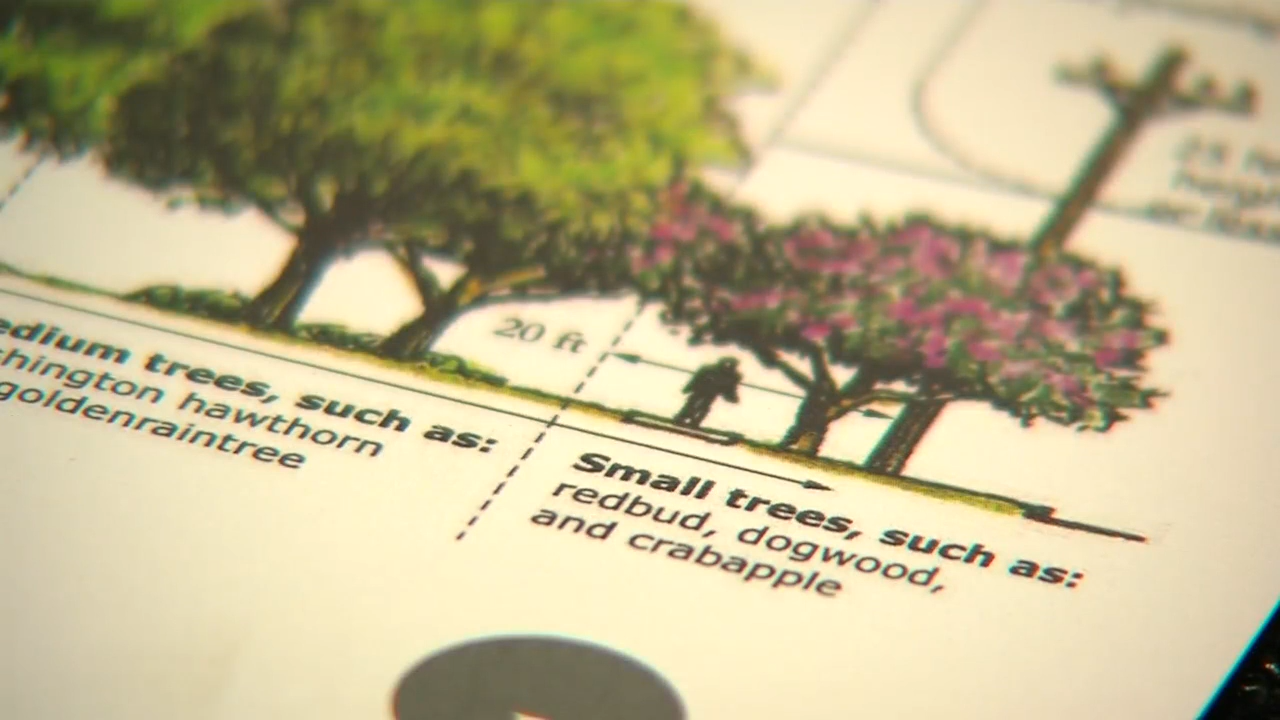 20 ft
edium trees, such as:
shington hawthorn
goldenraintree
Small trees, such as:
redbud, dogwood,
and crabapple